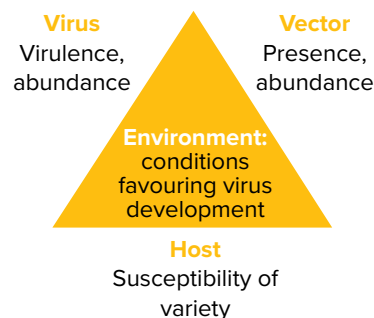 Virus
Virulence,
abundance
Vector
Presence,
abundance
Environment:
conditions
favouring virus
development
Host
Susceptibility of
variety